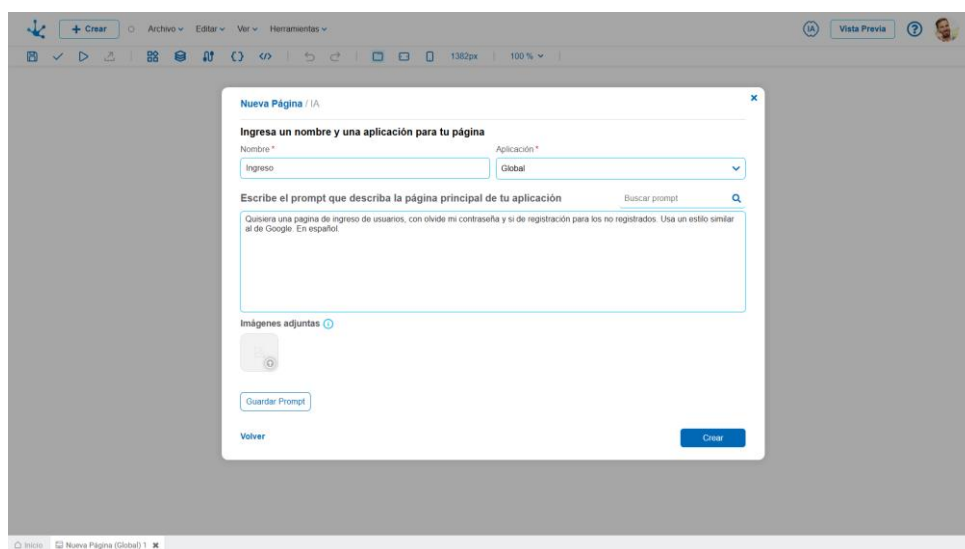 + Crear
Archivo Editar Ver Herramientas
IA
Vista Previa
?
1382px
100 %
Nueva Página / IA
Ingresa un nombre y una aplicación para tu página
Nombre * Aplicación *
Ingreso Global
Escribe el prompt que describa la página principal de tu aplicación Buscar prompt
Quisiera una pagina de ingreso de usuarios, con olvide mi contraseña y si de registración para los no registrados. Usa un estilo similar
al de Google. En español.
Imágenes adjuntas
Guardar Prompt
Volver Crear
Inicio Nueva Página (Global) 1